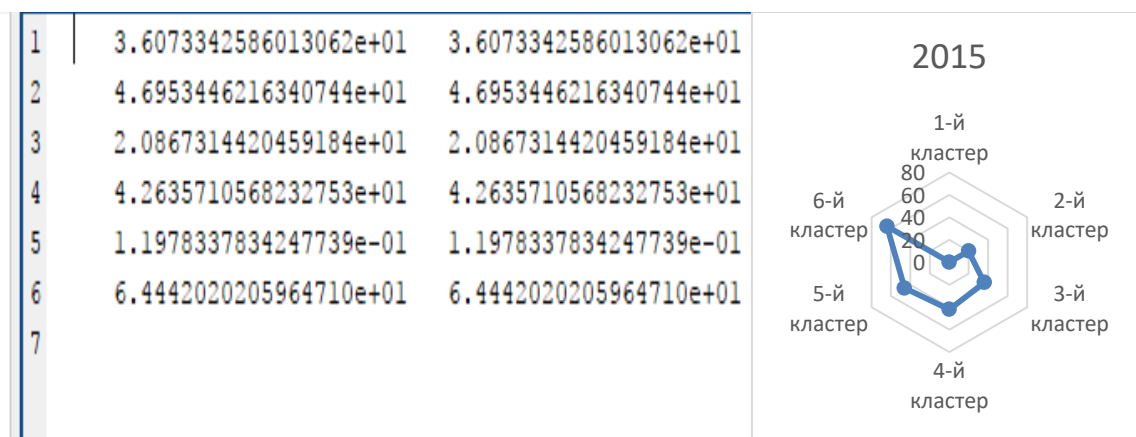 1 3.6073342586013062e+01 3.6073342586013062e+01
2 4.6953446216340744e+01 4.6953446216340744e+01
3 2.0867314420459184e+01 2.0867314420459184e+01
4 4.2635710568232753e+01 4.2635710568232753e+01
5 1.1978337834247739e-01 1.1978337834247739e-01
6 6.4442020205964710e+01 6.4442020205964710e+01
7
2015
1-й
кластер
80
60
40
20
0
2-й
кластер
3-й
кластер
4-й
кластер
5-й
кластер
6-й
кластер